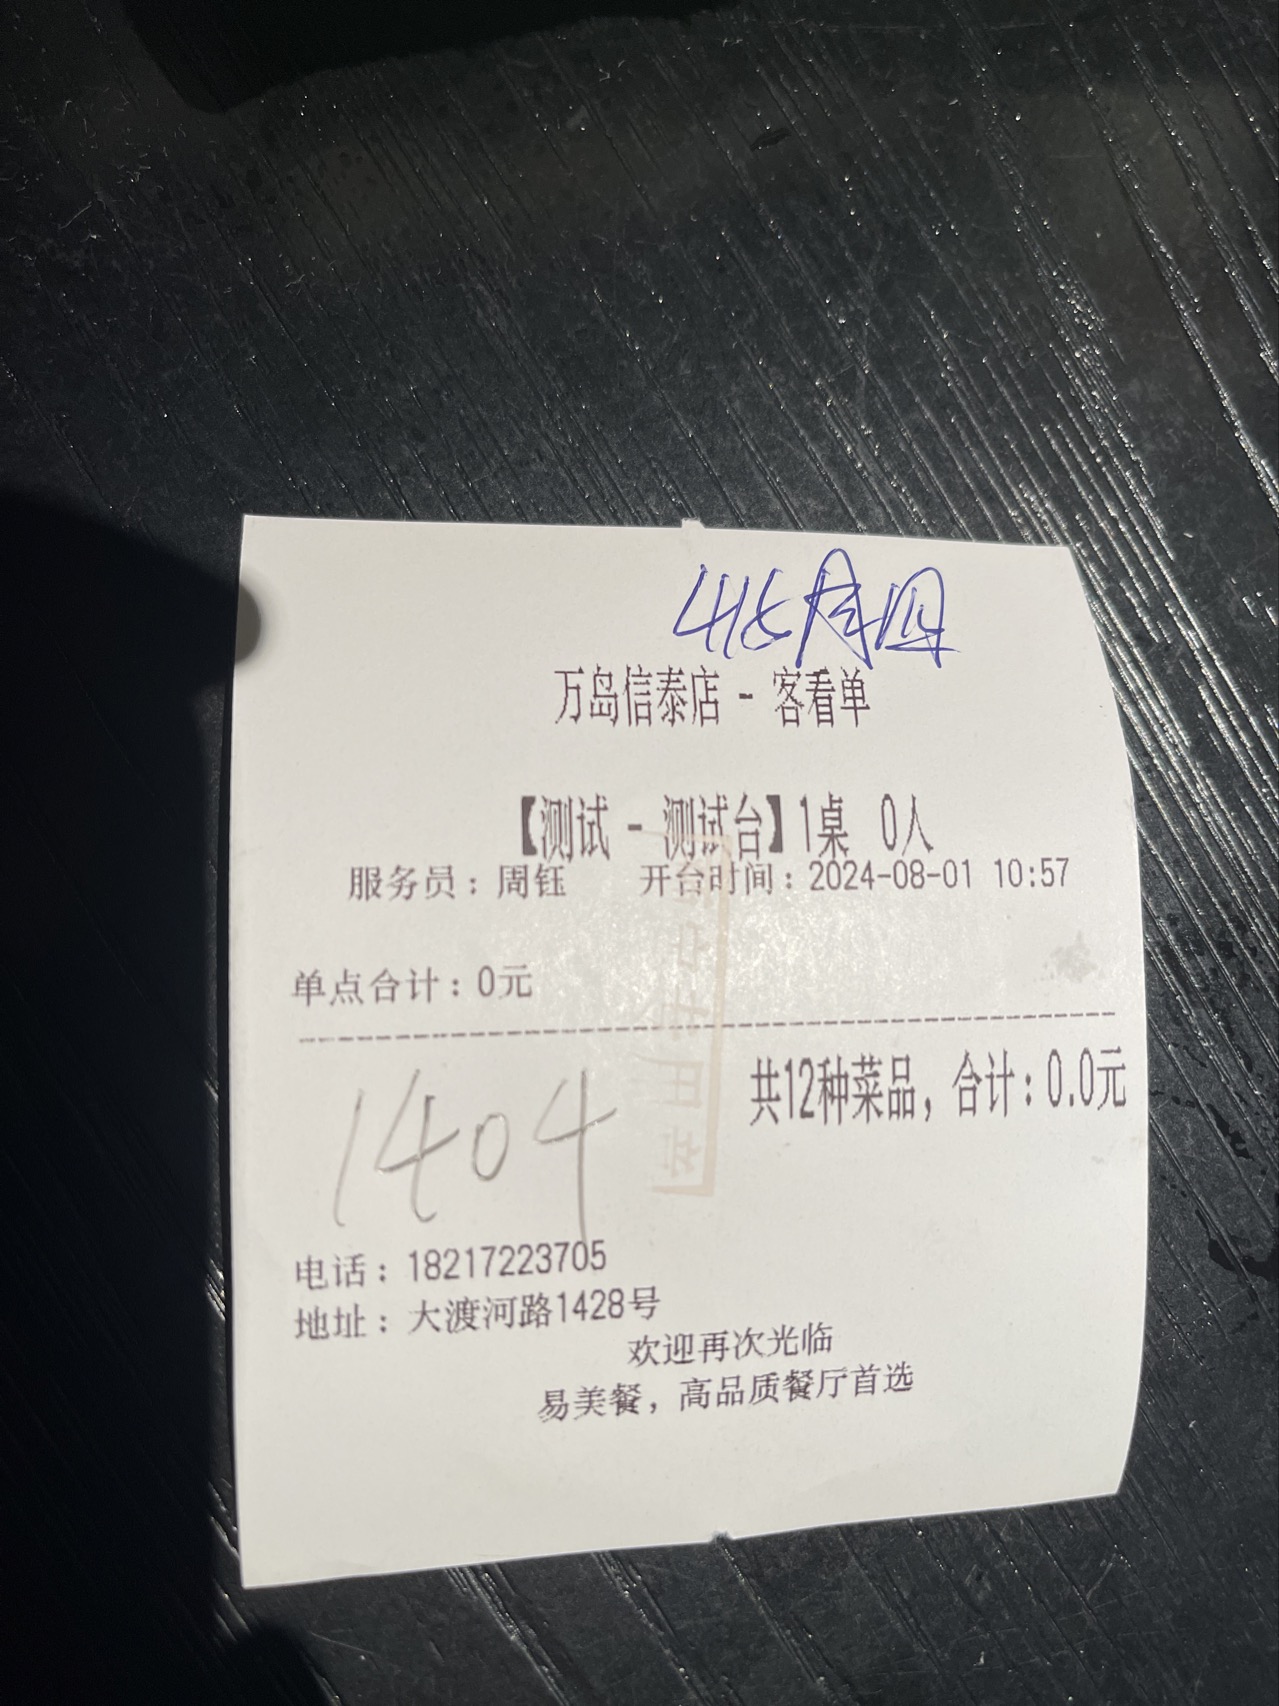 万岛信泰店 - 客看单
【测试 - 测试台】1桌 0人
服务员：周钰 开台时间：2024-08-01 10:57
单点合计：0元
共12种菜品，合计：0.0元
1404
电话：18217223705
地址：大渡河路1428号
欢迎再次光临
易美餐，高品质餐厅首选